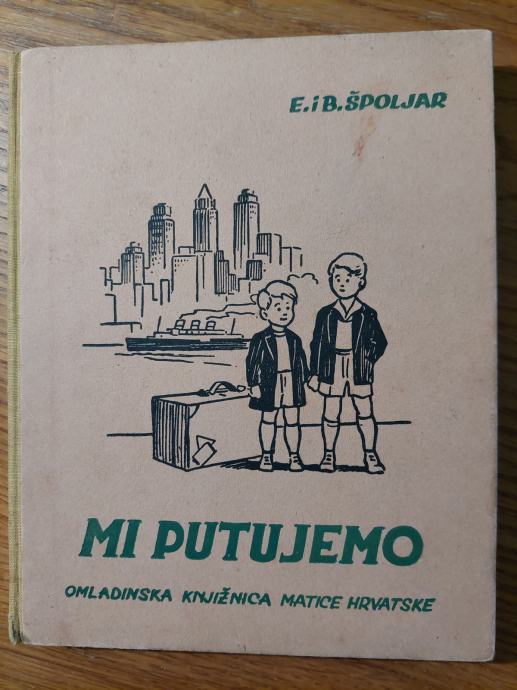 E. i B. ŠPOLJAR
MI PUTUJEMO
OMLADINSKA KNJIŽNICA MATICE HRVATSKE